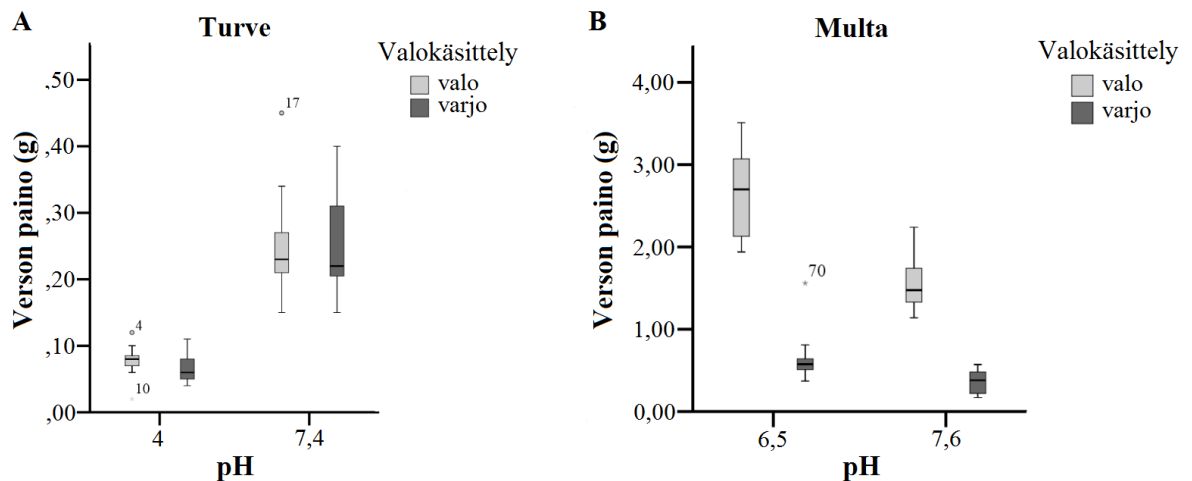 A
Turve
Valokäsittely
valo
varjo
Verson paino (g)
,50
,40
,30
,20
,10
,00
17
4
10
4
7,4
pH
B
Multa
Valokäsittely
valo
varjo
Verson paino (g)
4,00
3,00
2,00
1,00
0,00
70
6,5
7,6
pH